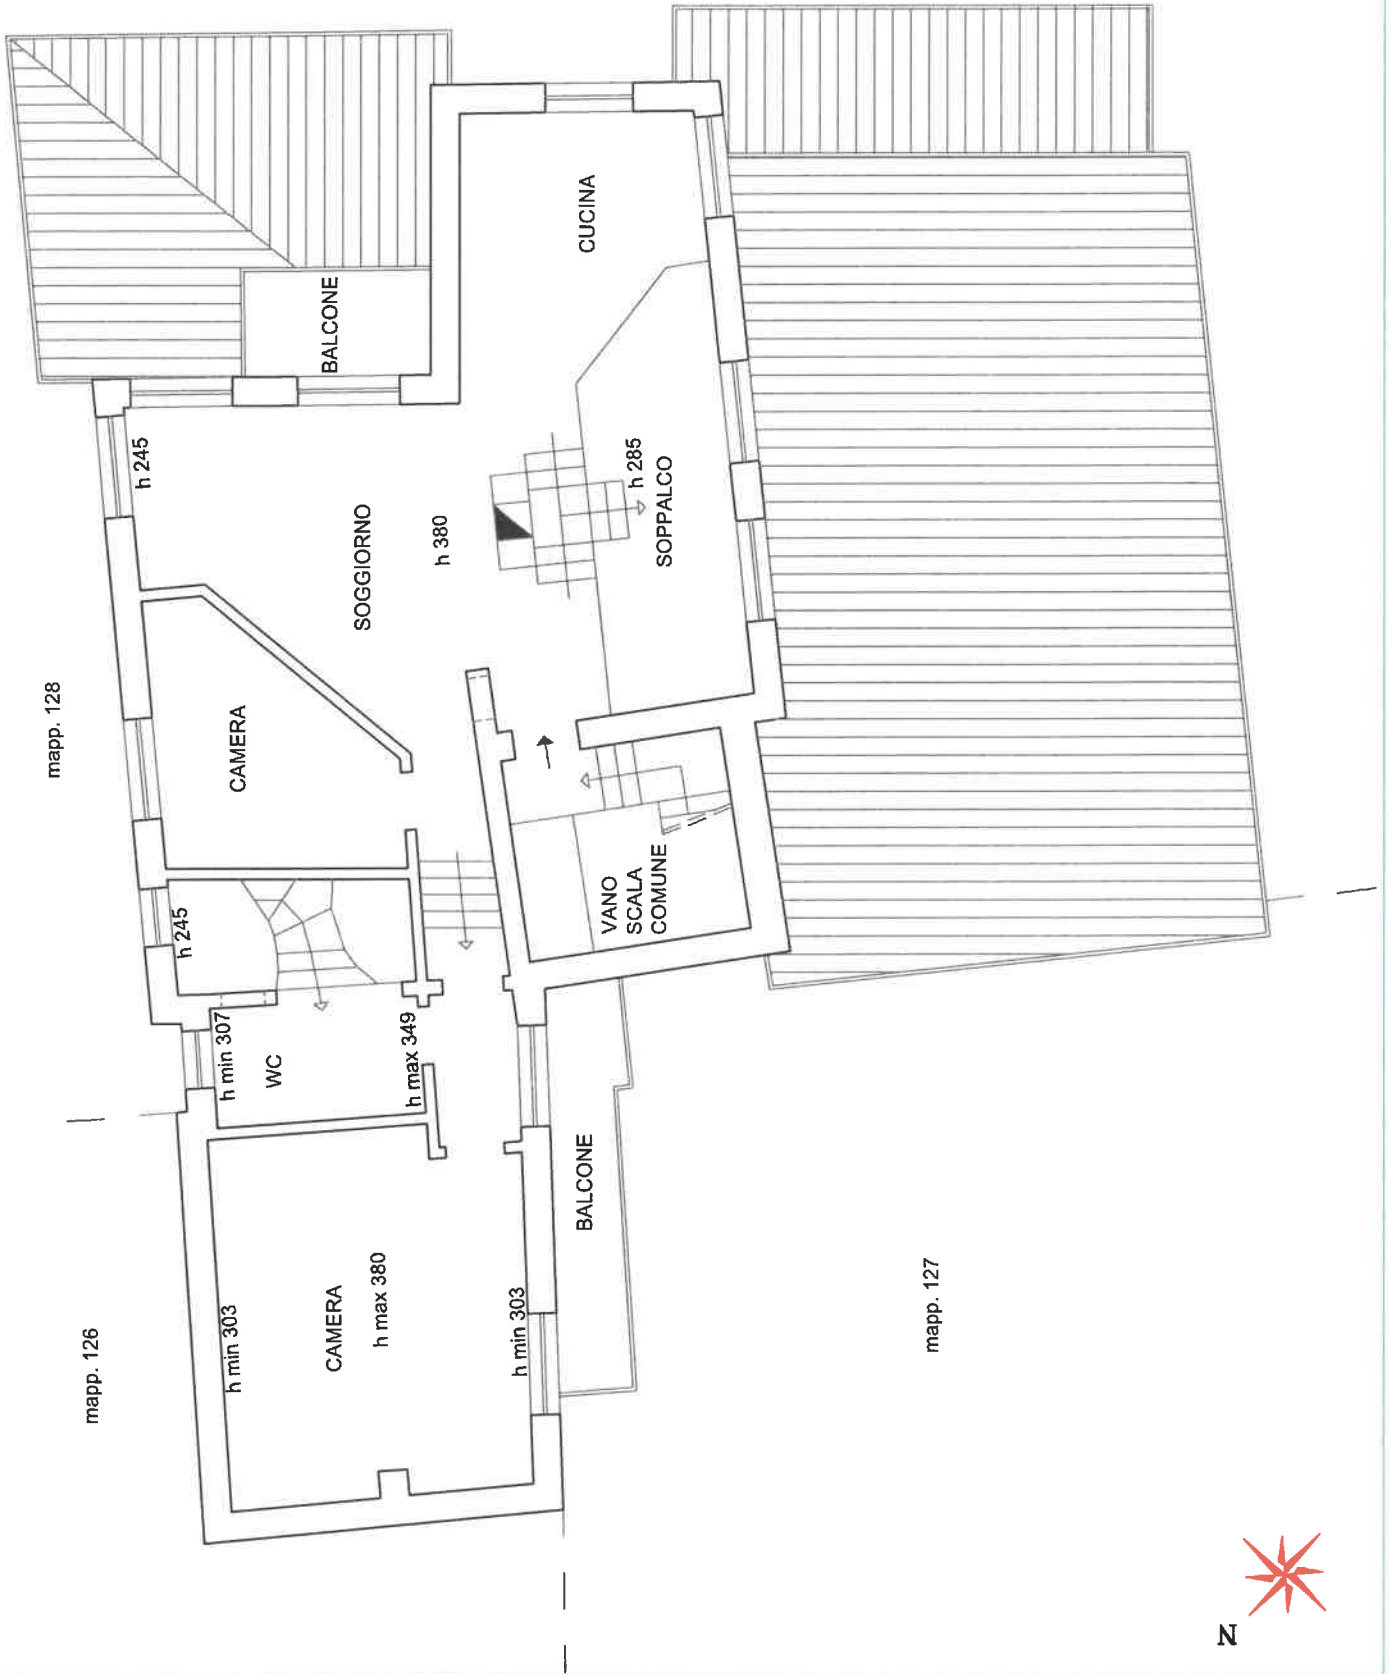 mapp. 126
mapp. 128
h min 303
CAMERA
h max 380
h min 303
h min 307
WC
h max 349
h 245
CAMERA
h 245
SOGGIORNO
h 380
BALCONE
CUCINA
h 285
SOPPALCO
VANO
SCALA
COMUNE
BALCONE
mapp. 127
N